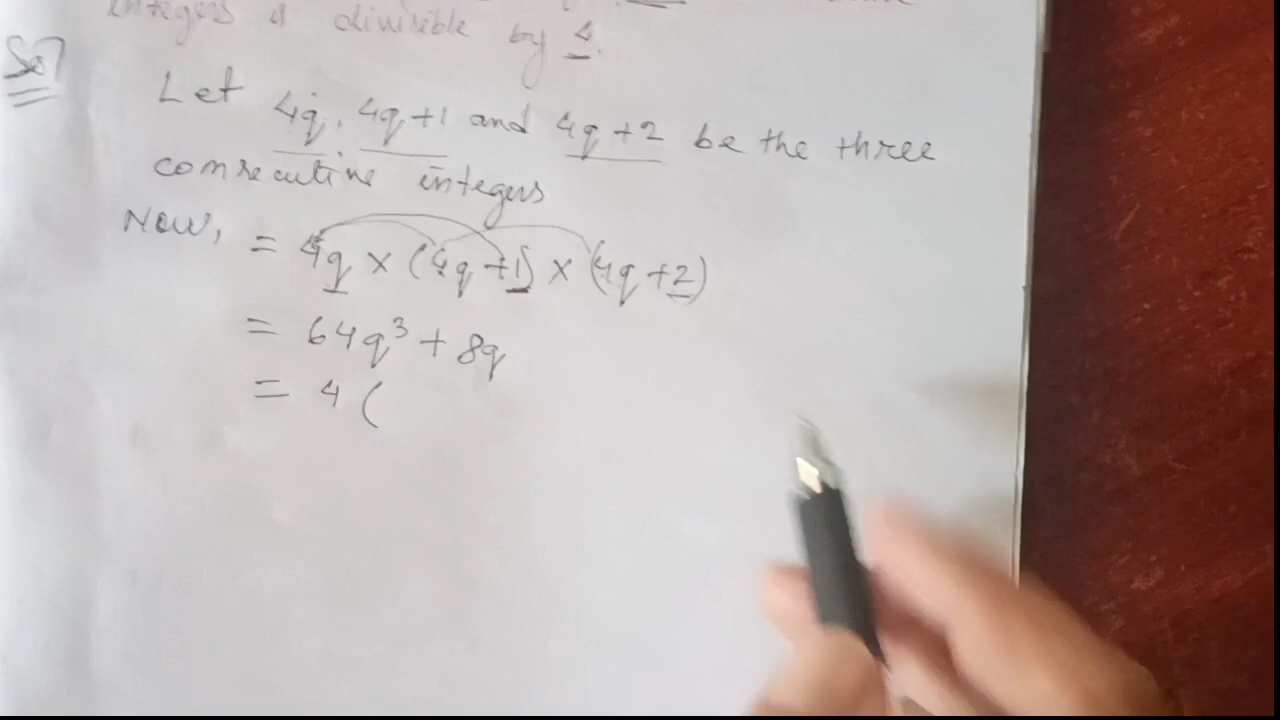 integers is divisible by 4.
Sol
Let 4q, 4q+1 and 4q+2 be the three
consecutive integers
Now, = 4q × (4q+1) × (4q+2)
= 64q³ + 8q
= 4 (